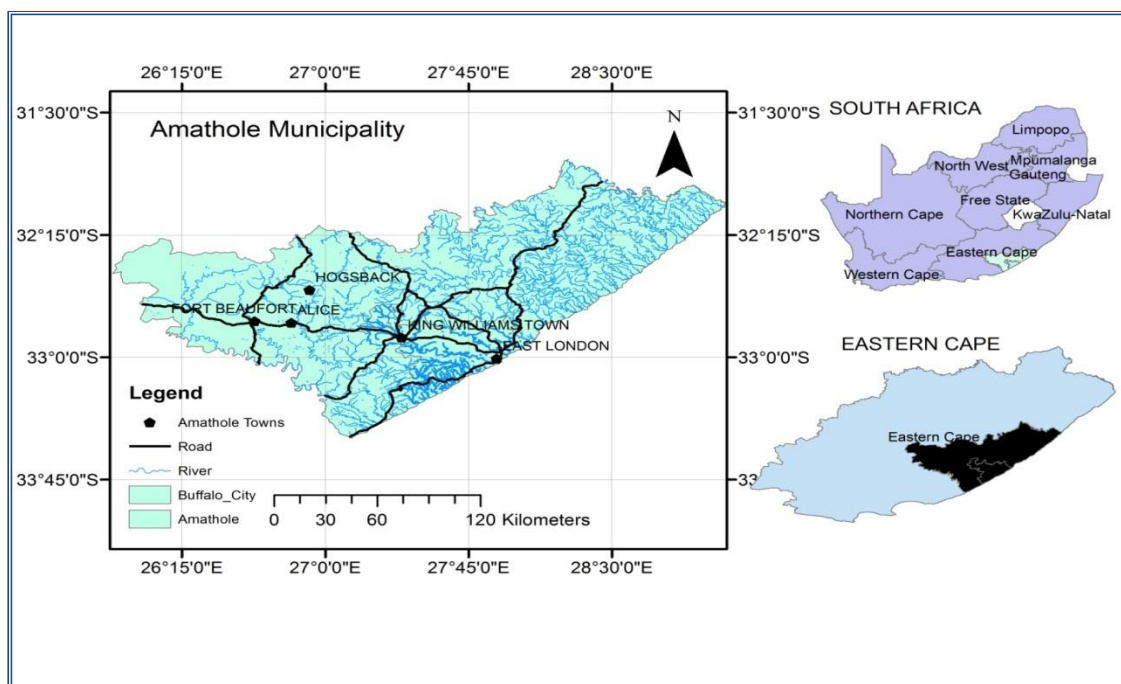 26°15'0"E 27°0'0"E 27°45'0"E 28°30'0"E
31°30'0"S
32°15'0"S
33°0'0"S
33°45'0"S
Amathole Municipality
N
HOGSBACK
FORT BEAUFORT
ALICE
KING WILLIAMS TOWN
EAST LONDON
Legend
Amathole Towns
Road
River
Buffalo_City
Amathole
0 30 60 120 Kilometers
26°15'0"E 27°0'0"E 27°45'0"E 28°30'0"E
31°30'0"S
32°15'0"S
33°0'0"S
SOUTH AFRICA
Limpopo
North West
Mpumalanga
Gauteng
Free State
KwaZulu-Natal
Northern Cape
Eastern Cape
Western Cape
EASTERN CAPE
Eastern Cape